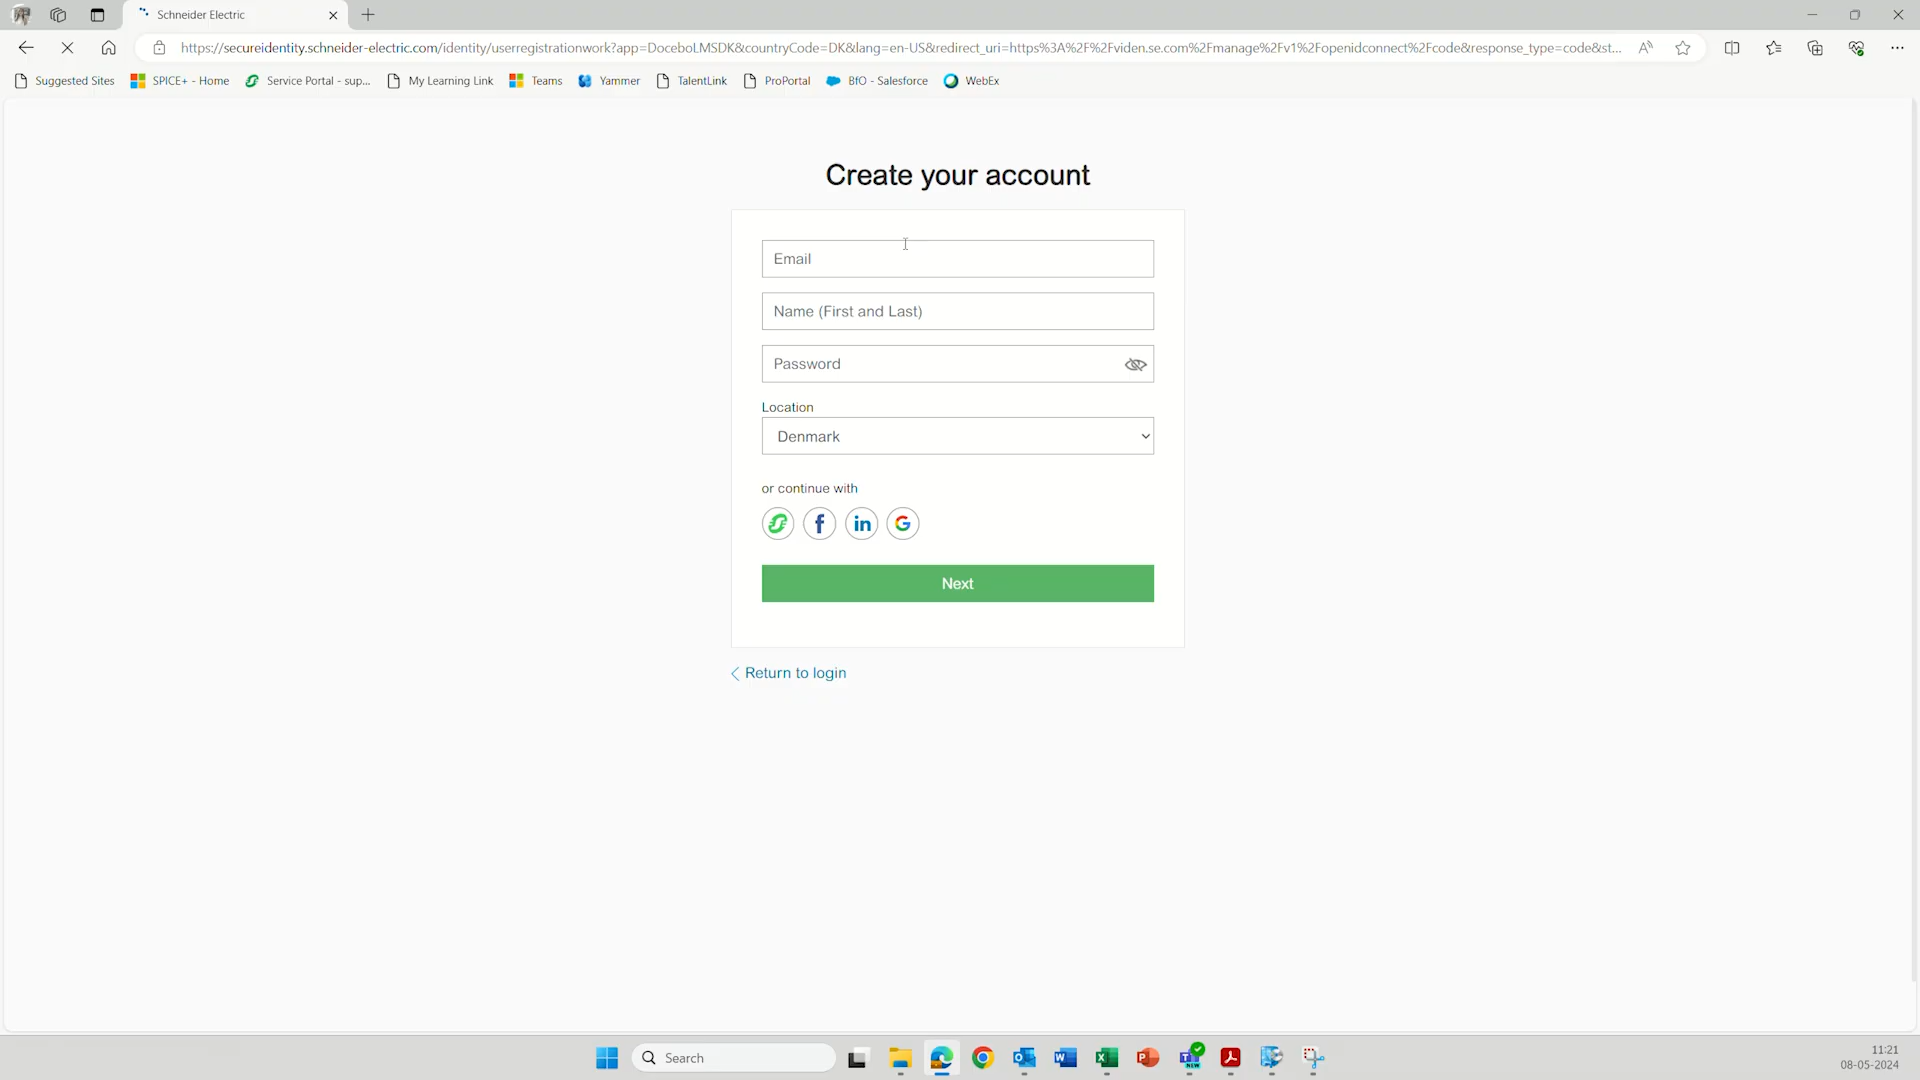 Schneider Electric
https://secureidentity.schneider-electric.com/identity/userregistrationwork?app=DoceboLMSDK&countryCode=DK&lang=en-US&redirect_uri=https%3A%2F%2Fviden.se.com%2Fmanage%2Fv1%2Fopenidconnect%2Fcode&response_type=code&st...
Suggested Sites SPICE+ - Home Service Portal - sup... My Learning Link Teams Yammer TalentLink ProPortal BfO - Salesforce WebEx
Create your account
Email
Name (First and Last)
Password
Location
Denmark
or continue with
Next
Return to login
Search
NEW
11:21
08-05-2024